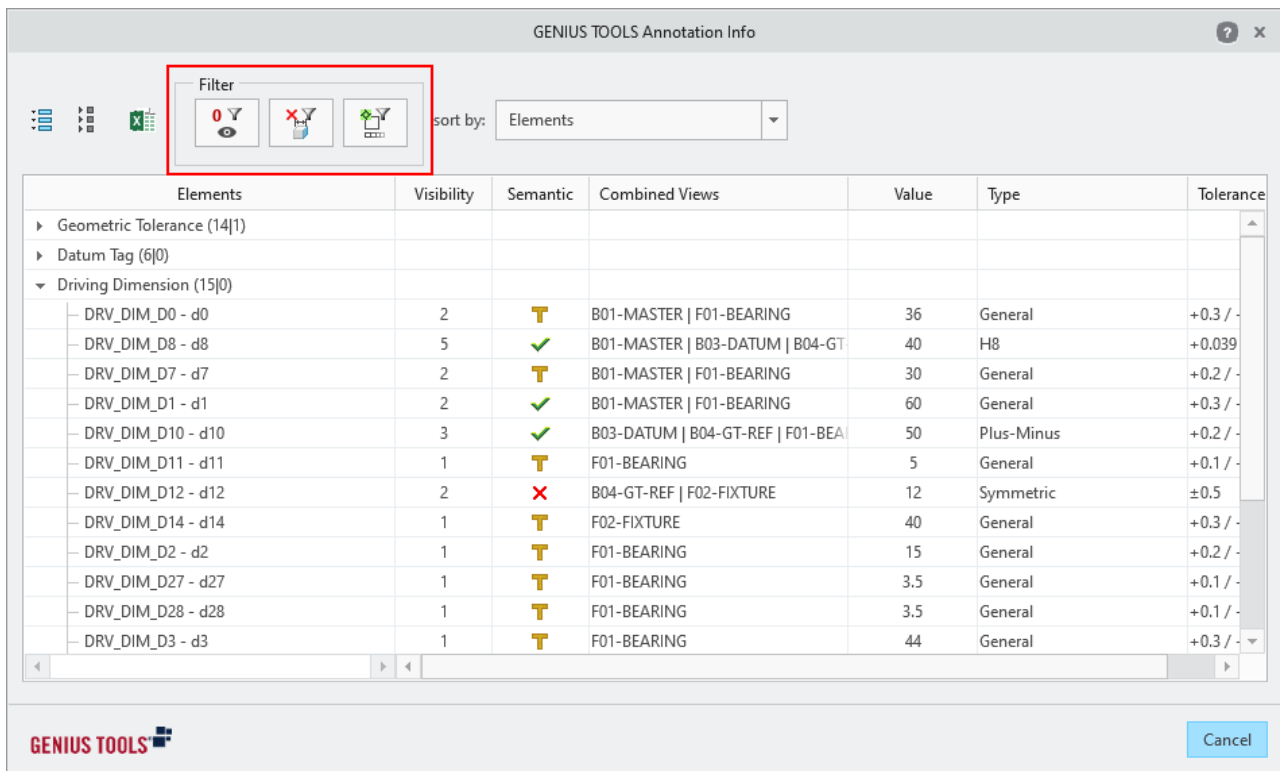 GENIUS TOOLS Annotation Info
Filter
0
sort by: Elements
Elements Visibility Semantic Combined Views Value Type Tolerance
Geometric Tolerance (14|1)
Datum Tag (6|0)
Driving Dimension (15|0)
DRV_DIM_D0 - d0 2 B01-MASTER | F01-BEARING 36 General +0.3 / -
DRV_DIM_D8 - d8 5 B01-MASTER | B03-DATUM | B04-GT- 40 H8 +0.039
DRV_DIM_D7 - d7 2 B01-MASTER | F01-BEARING 30 General +0.2 / -
DRV_DIM_D1 - d1 2 B01-MASTER | F01-BEARING 60 General +0.3 / -
DRV_DIM_D10 - d10 3 B03-DATUM | B04-GT-REF | F01-BEA 50 Plus-Minus +0.2 / -
DRV_DIM_D11 - d11 1 F01-BEARING 5 General +0.1 / -
DRV_DIM_D12 - d12 2 B04-GT-REF | F02-FIXTURE 12 Symmetric ±0.5
DRV_DIM_D14 - d14 1 F02-FIXTURE 40 General +0.3 / -
DRV_DIM_D2 - d2 1 F01-BEARING 15 General +0.2 / -
DRV_DIM_D27 - d27 1 F01-BEARING 3.5 General +0.1 / -
DRV_DIM_D28 - d28 1 F01-BEARING 3.5 General +0.1 / -
DRV_DIM_D3 - d3 1 F01-BEARING 44 General +0.3 / -
GENIUS TOOLS
Cancel